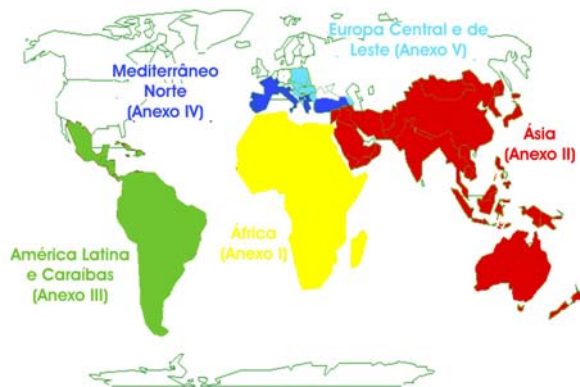 Europa Central e de
Leste (Anexo V)
Mediterrâneo
Norte
(Anexo IV)
Ásia
(Anexo II)
África
(Anexo I)
América Latina
e Caraíbas
(Anexo III)